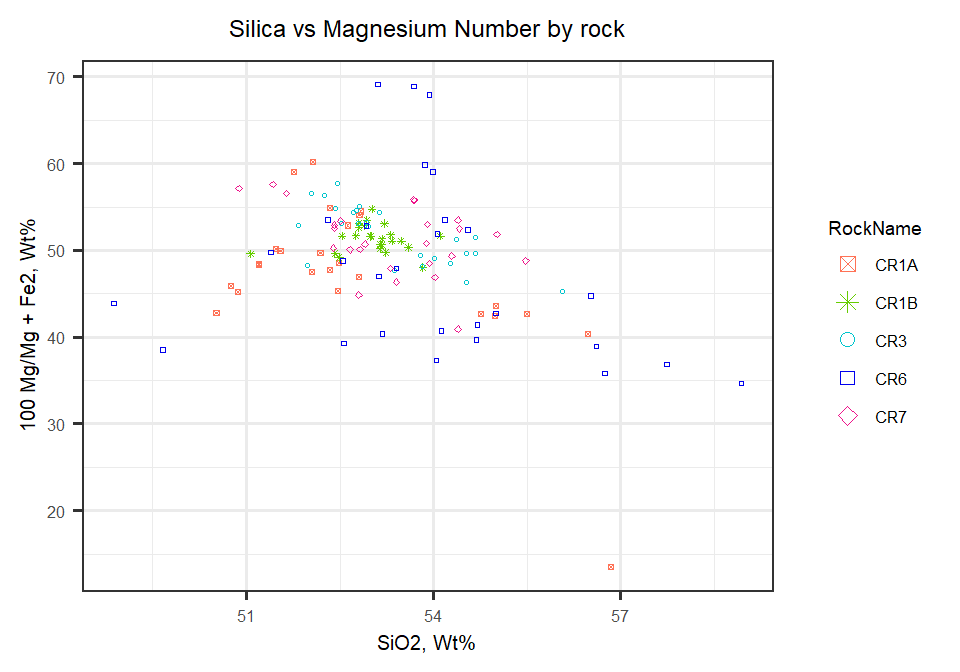 Silica vs Magnesium Number by rock
100 Mg/Mg + Fe2, Wt%
70
60
50
40
30
20
51
54
57
SiO2, Wt%
RockName
CR1A
CR1B
CR3
CR6
CR7